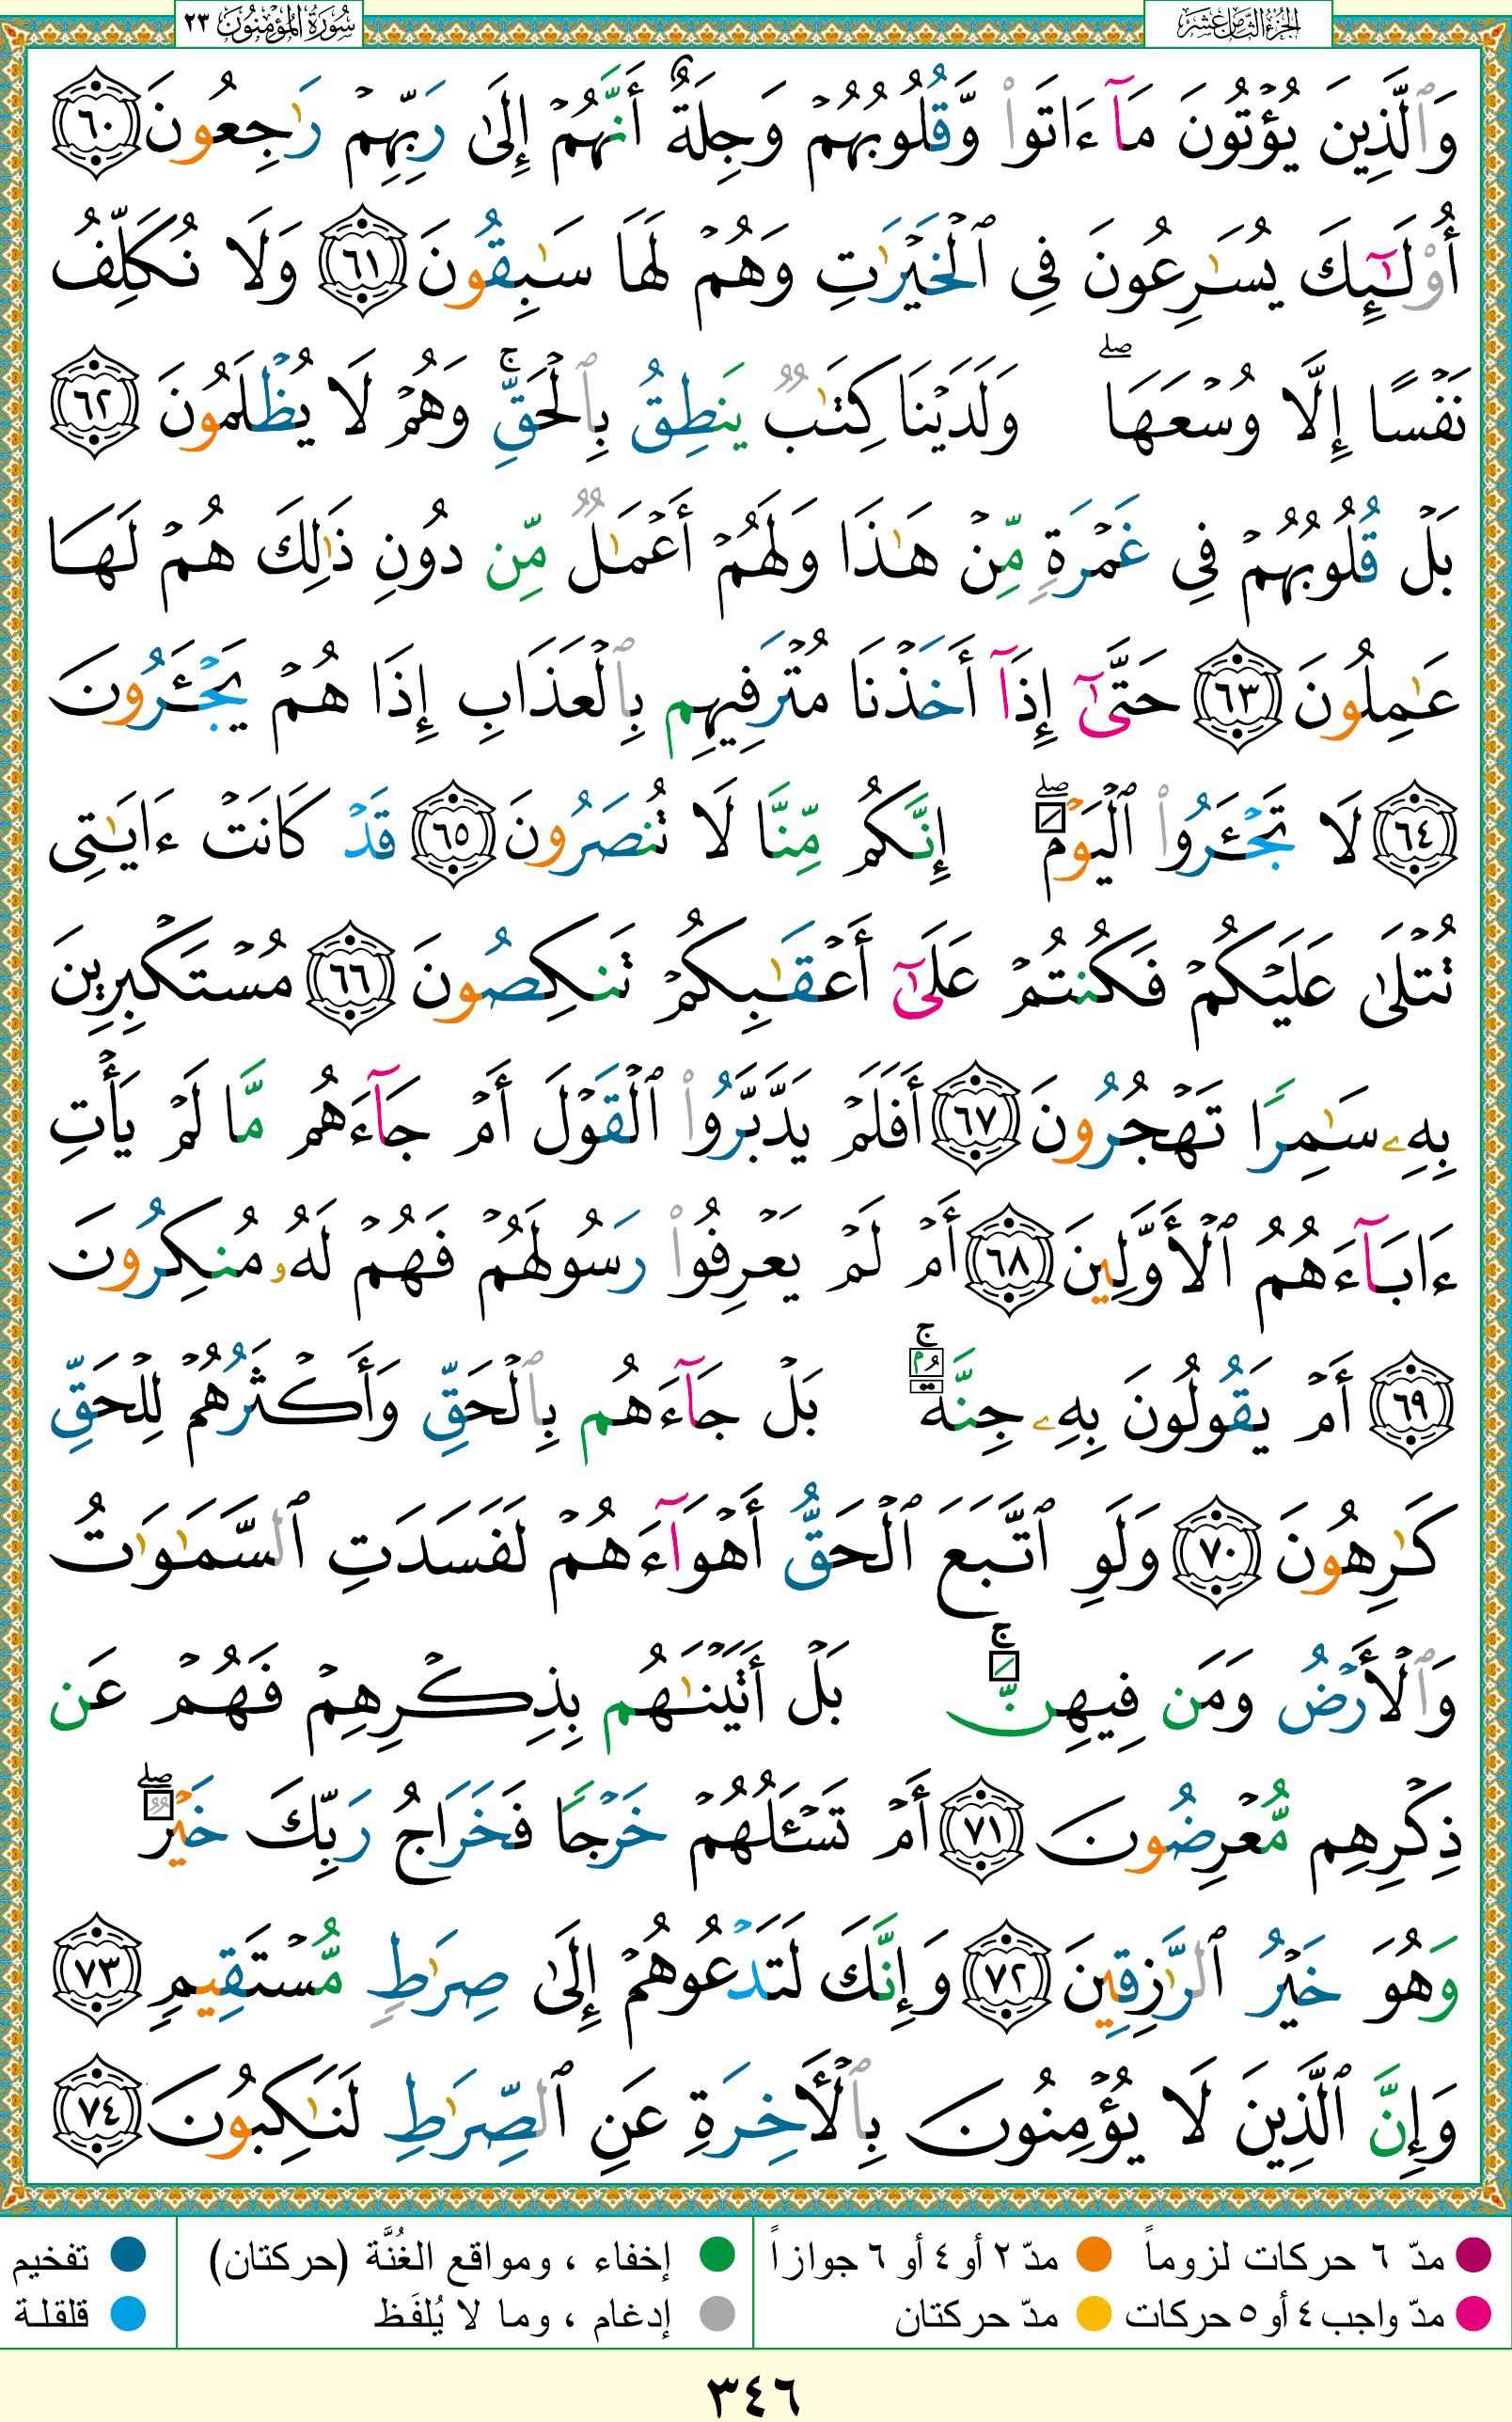 الجزء الثامن عشر
سُورَةُ المُؤْمِنُونَ ٢٣
وَٱلَّذِينَ يُؤْتُونَ مَآ ءَاتَوا۟ وَّقُلُوبُهُمْ وَجِلَةٌ أَنَّهُمْ إِلَىٰ رَبِّهِمْ رَٰجِعُونَ ٦٠
أُو۟لَـٰٓئِكَ يُسَـٰرِعُونَ فِى ٱلْخَيْرَٰتِ وَهُمْ لَهَا سَـٰبِقُونَ ٦١ وَلَا نُكَلِّفُ
نَفْسًا إِلَّا وُسْعَهَا ۖ وَلَدَيْنَا كِتَـٰبٌ يَنطِقُ بِٱلْحَقِّ ۚ وَهُمْ لَا يُظْلَمُونَ ٦٢
بَلْ قُلُوبُهُمْ فِى غَمْرَةٍ مِّنْ هَـٰذَا وَلَهُمْ أَعْمَـٰلٌ مِّن دُونِ ذَٰلِكَ هُمْ لَهَا
عَـٰمِلُونَ ٦٣ حَتَّىٰٓ إِذَآ أَخَذْنَا مُتْرَفِيهِم بِٱلْعَذَابِ إِذَا هُمْ يَجْـَٔرُونَ
٦٤ لَا تَجْـَٔرُوا۟ ٱلْيَوْمَ ۖ إِنَّكُم مِّنَّا لَا تُنصَرُونَ ٦٥ قَدْ كَانَتْ ءَايَـٰتِى
تُتْلَىٰ عَلَيْكُمْ فَكُنتُمْ عَلَىٰٓ أَعْقَـٰبِكُمْ تَنكِصُونَ ٦٦ مُسْتَكْبِرِينَ
بِهِۦ سَـٰمِرًا تَهْجُرُونَ ٦٧ أَفَلَمْ يَدَّبَّرُوا۟ ٱلْقَوْلَ أَمْ جَآءَهُم مَّا لَمْ يَأْتِ
ءَابَآءَهُمُ ٱلْأَوَّلِينَ ٦٨ أَمْ لَمْ يَعْرِفُوا۟ رَسُولَهُمْ فَهُمْ لَهُۥ مُنكِرُونَ
٦٩ أَمْ يَقُولُونَ بِهِۦ جِنَّةٌۢ ۚ بَلْ جَآءَهُم بِٱلْحَقِّ وَأَكْثَرُهُمْ لِلْحَقِّ
كَـٰرِهُونَ ٧٠ وَلَوِ ٱتَّبَعَ ٱلْحَقُّ أَهْوَآءَهُمْ لَفَسَدَتِ ٱلسَّمَـٰوَٰتُ
وَٱلْأَرْضُ وَمَن فِيهِنَّ ۚ بَلْ أَتَيْنَـٰهُم بِذِكْرِهِمْ فَهُمْ عَن
ذِكْرِهِم مُّعْرِضُونَ ٧١ أَمْ تَسْـَٔلُهُمْ خَرْجًا فَخَرَاجُ رَبِّكَ خَيْرٌ ۖ
وَهُوَ خَيْرُ ٱلرَّٰزِقِينَ ٧٢ وَإِنَّكَ لَتَدْعُوهُمْ إِلَىٰ صِرَٰطٍ مُّسْتَقِيمٍ ٧٣
وَإِنَّ ٱلَّذِينَ لَا يُؤْمِنُونَ بِٱلْـَٔاخِرَةِ عَنِ ٱلصِّرَٰطِ لَنَـٰكِبُونَ ٧٤
مدّ ٦ حركات لزوماً مدّ ٢ أو ٤ أو ٦ جوازاً إخفاء ، ومواقع الغُنَّة (حركتان) تفخيم
مدّ واجب ٤ أو ٥ حركات مدّ حركتان إدغام ، وما لا يُلفَظ قلقلة
٣٤٦